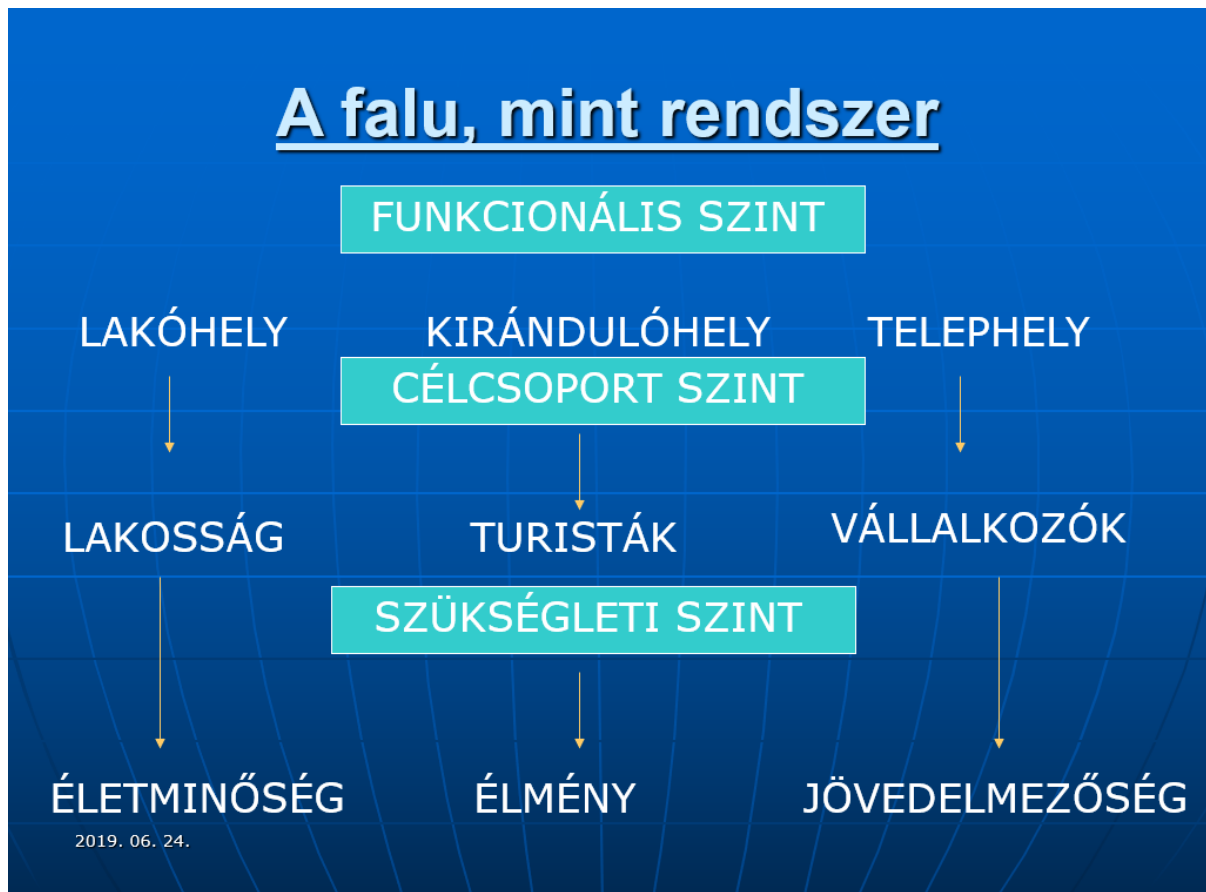 A falu, mint rendszer
FUNKCIONÁLIS SZINT
LAKÓHELY
KIRÁNDULÓHELY
TELEPHELY
CÉLCSOPORT SZINT
LAKOSSÁG
TURISTÁK
VÁLLALKOZÓK
SZÜKSÉGLETI SZINT
ÉLETMINŐSÉG
ÉLMÉNY
JÖVEDELMEZŐSÉG
2019. 06. 24.